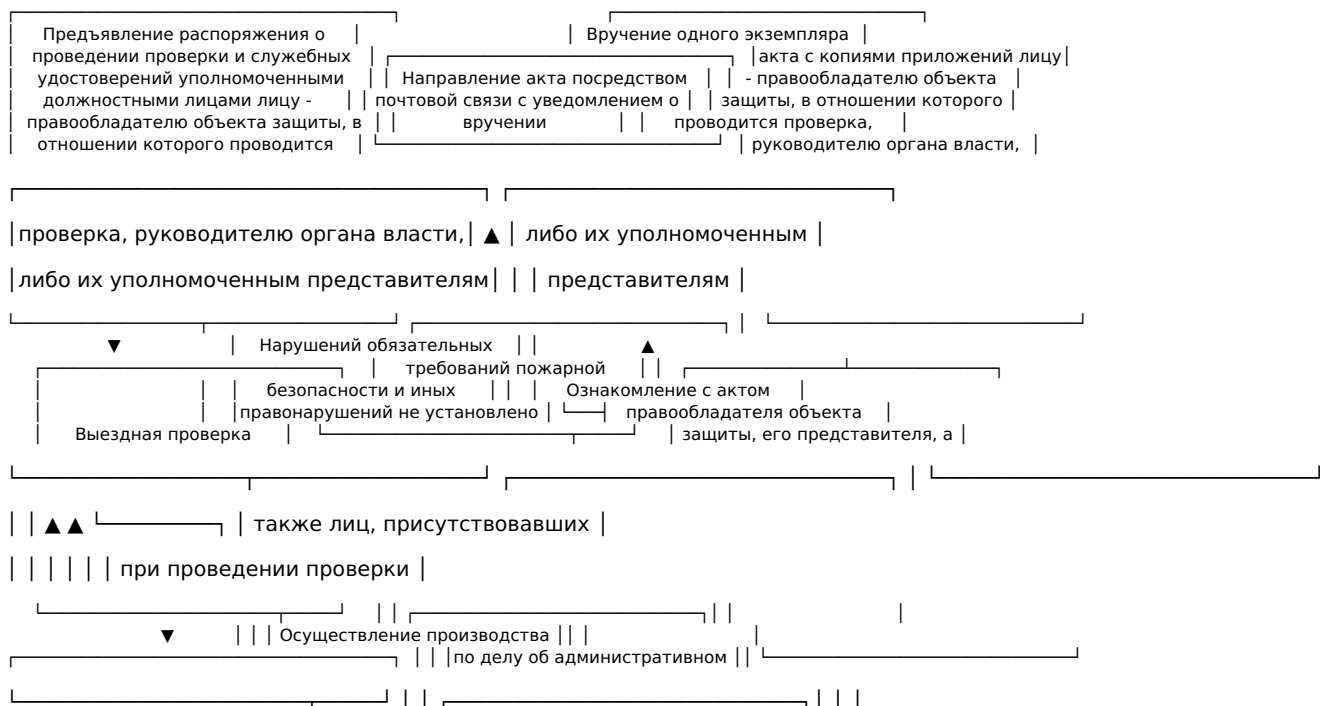 Предъявление распоряжения о
Вручение одного экземпляра
проведении проверки и служебных
акта с копиями приложений лицу
удостоверений уполномоченными
Направление акта посредством
- правообладателю объекта
должностными лицами лицу -
почтовой связи с уведомлением о
защиты, в отношении которого
правообладателю объекта защиты, в
вручении
проводится проверка,
отношении которого проводится
руководителю органа власти,
проверка, руководителю органа власти,
▲
либо их уполномоченным
либо их уполномоченным представителям
представителям
▼
Нарушений обязательных
▲
требований пожарной
безопасности и иных
Ознакомление с актом
правонарушений не установлено
правообладателя объекта
Выездная проверка
защиты, его представителя, а
▲ ▲
также лиц, присутствовавших
при проведении проверки
▼
Осуществление производства
по делу об административном